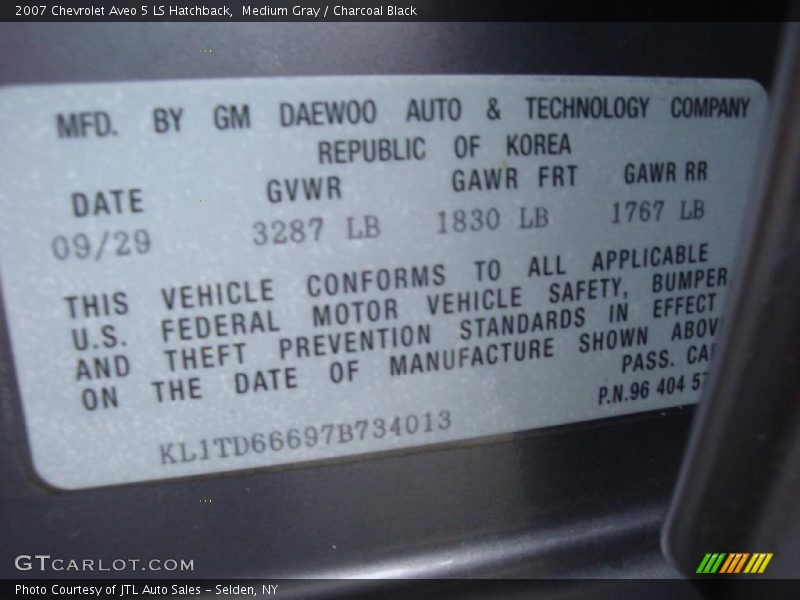 2007 Chevrolet Aveo 5 LS Hatchback,  Medium Gray / Charcoal Black
MFD. BY GM DAEWOO AUTO & TECHNOLOGY COMPANY
REPUBLIC OF KOREA
DATE GVWR GAWR FRT GAWR RR
09/29 3287 LB 1830 LB 1767 LB
THIS VEHICLE CONFORMS TO ALL APPLICABLE
U.S. FEDERAL MOTOR VEHICLE SAFETY, BUMPER,
AND THEFT PREVENTION STANDARDS IN EFFECT
ON THE DATE OF MANUFACTURE SHOWN ABOV
PASS. CA
P.N.96 404 57
KL1TD66697B734013
GTCARLOT.COM
Photo Courtesy of JTL Auto Sales - Selden, NY